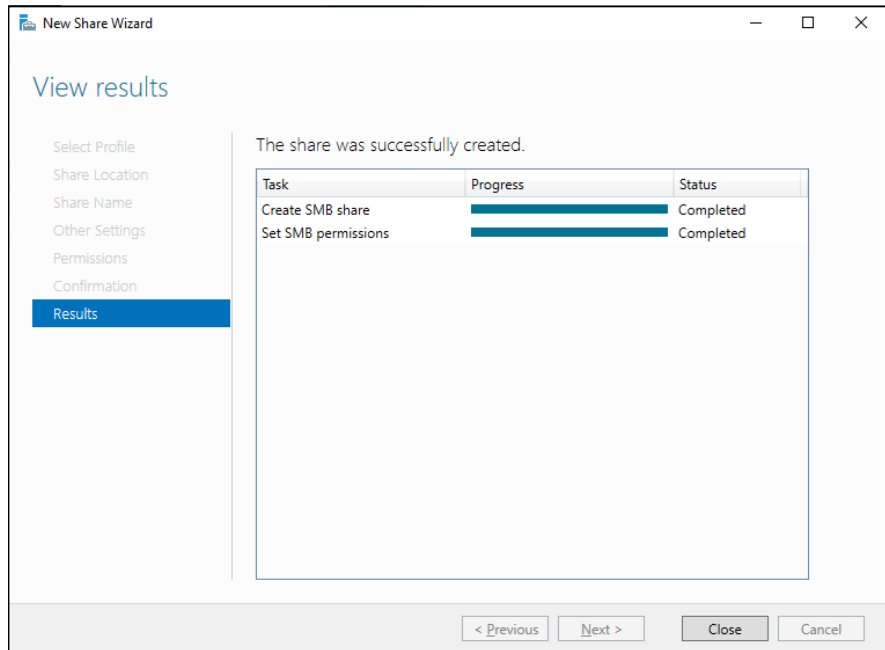 New Share Wizard
View results
Select Profile
Share Location
Share Name
Other Settings
Permissions
Confirmation
Results
The share was successfully created.
Task Progress Status
Create SMB share Completed
Set SMB permissions Completed
< Previous Next > Close Cancel